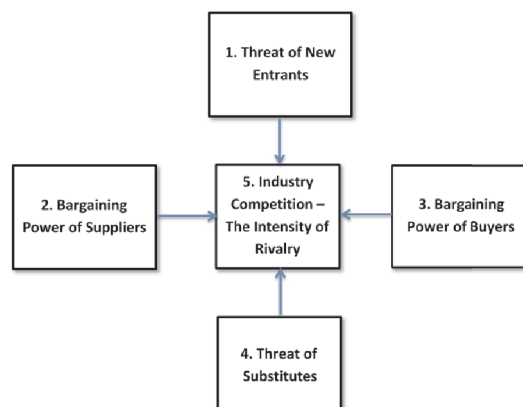 1. Threat of New
Entrants
2. Bargaining
Power of Suppliers
5. Industry
Competition –
The Intensity of
Rivalry
3. Bargaining
Power of Buyers
4. Threat of
Substitutes